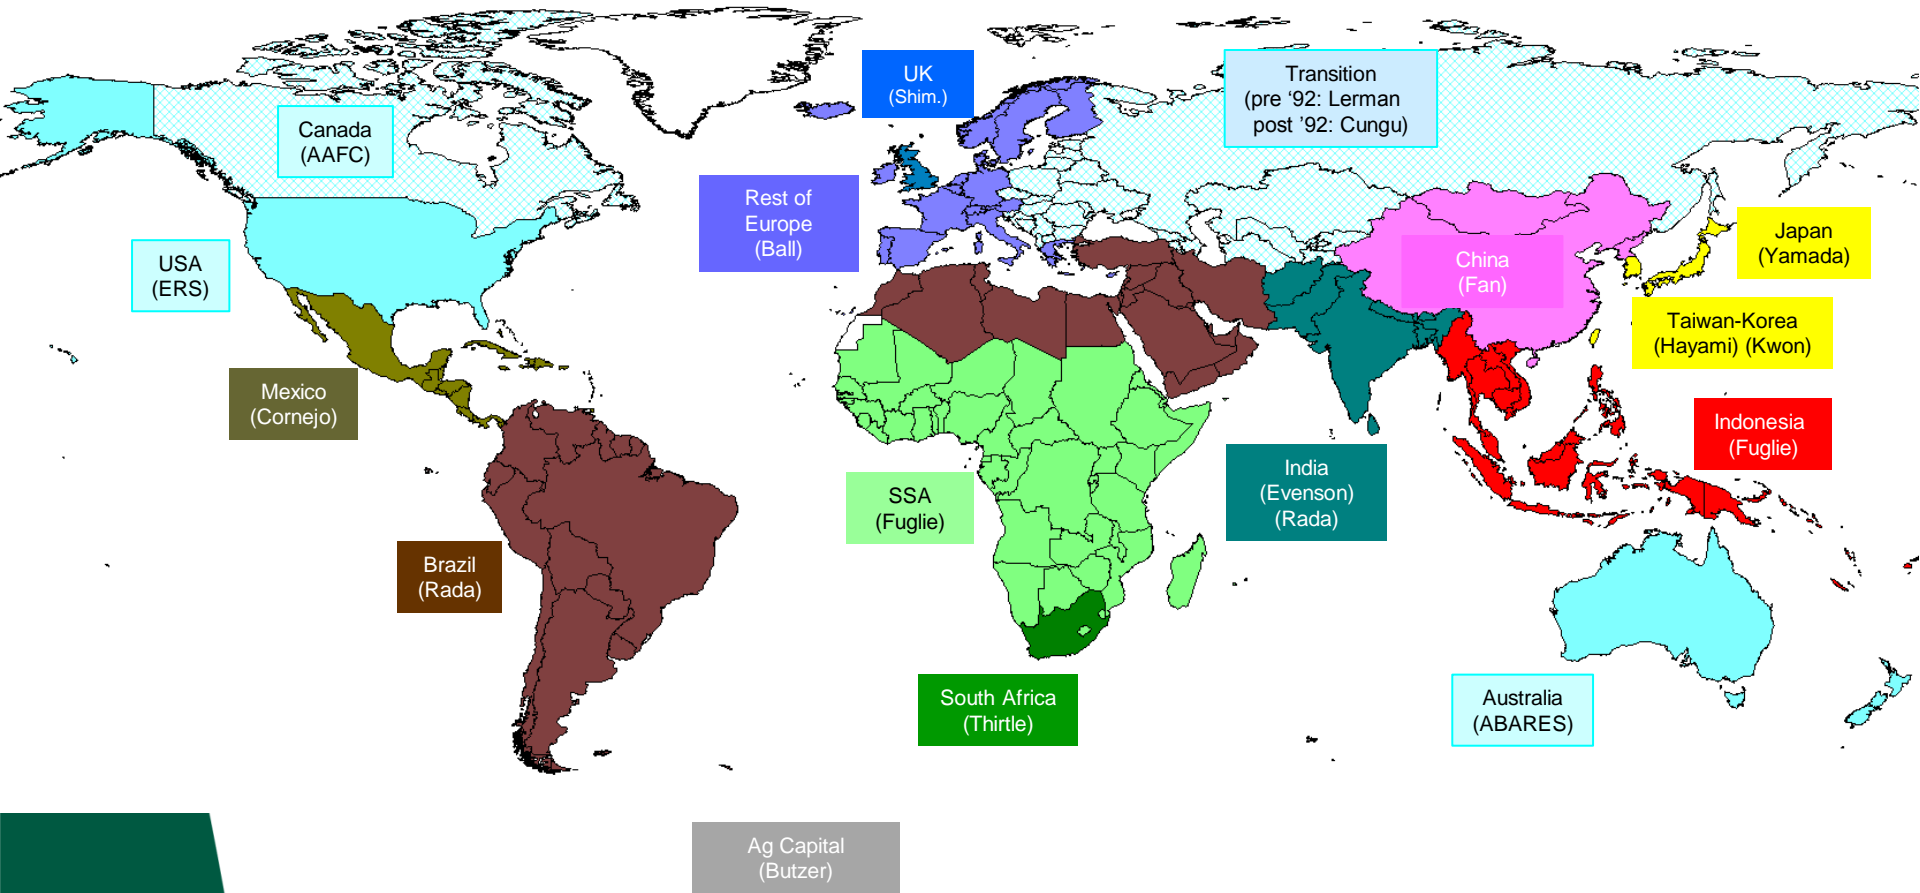 UK
(Shim.)
Transition
(pre ‘92: Lerman
post ’92: Cungu)
Canada
(AAFC)
Rest of
Europe
(Ball)
Japan
(Yamada)
USA
(ERS)
China
(Fan)
Taiwan-Korea
(Hayami) (Kwon)
Mexico
(Cornejo)
Indonesia
(Fuglie)
India
(Evenson)
(Rada)
SSA
(Fuglie)
Brazil
(Rada)
South Africa
(Thirtle)
Australia
(ABARES)
Ag Capital
(Butzer)